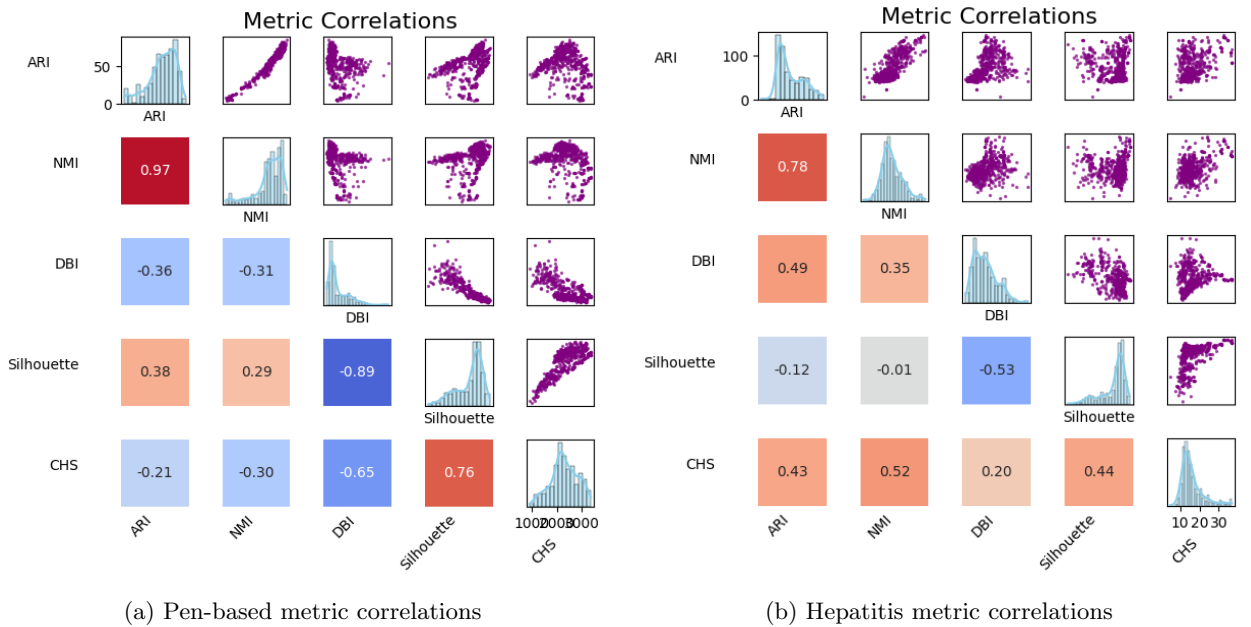 Metric Correlations
ARI
50
0
ARI
NMI
0.97
NMI
DBI
-0.36
-0.31
DBI
Silhouette
0.38
0.29
-0.89
Silhouette
CHS
-0.21
-0.30
-0.65
0.76
1000
2000
3000
ARI
NMI
DBI
Silhouette
CHS
(a) Pen-based metric correlations
Metric Correlations
ARI
100
0
ARI
NMI
0.78
NMI
DBI
0.49
0.35
DBI
Silhouette
-0.12
-0.01
-0.53
Silhouette
CHS
0.43
0.52
0.20
0.44
10 20 30
ARI
NMI
DBI
Silhouette
CHS
(b) Hepatitis metric correlations